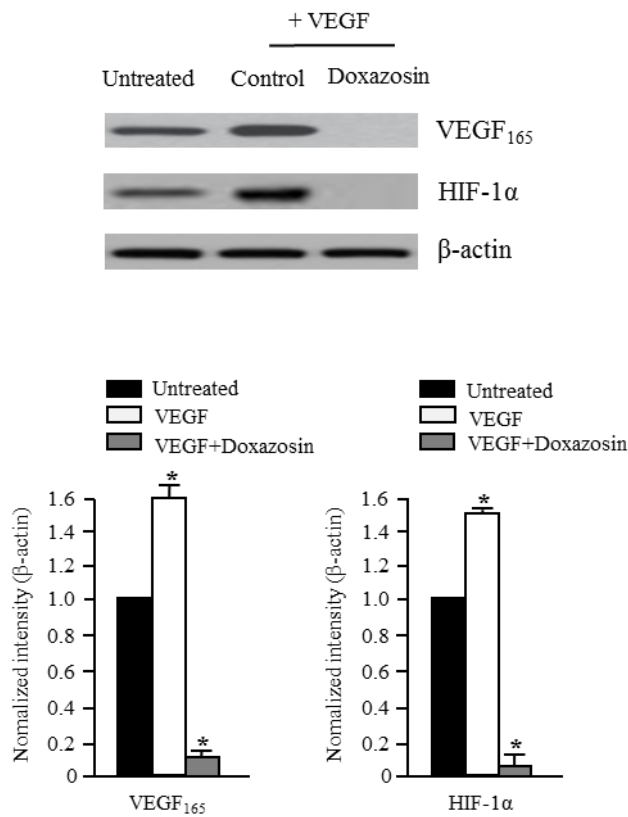 + VEGF
Untreated Control Doxazosin
VEGF₁₆₅
HIF-1α
β-actin
Untreated
VEGF
VEGF+Doxazosin
Nomalized intensity (β-actin)
1.6
1.4
1.2
1.0
0.8
0.6
0.4
0.2
0
*
*
VEGF₁₆₅
Untreated
VEGF
VEGF+Doxazosin
Nomalized intensity (β-actin)
1.6
1.4
1.2
1.0
0.8
0.6
0.4
0.2
0
*
*
HIF-1α